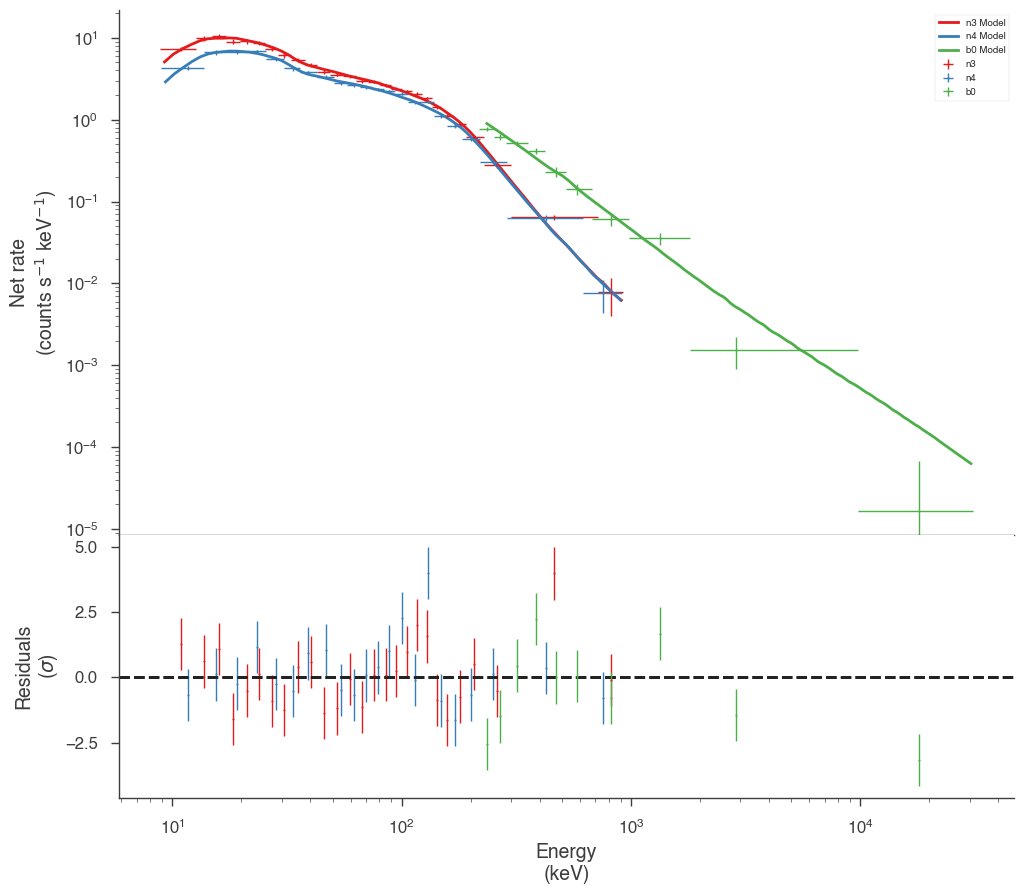 n3 Model
n4 Model
b0 Model
n3
n4
b0
Net rate
(counts s⁻¹ keV⁻¹)
10¹
10⁰
10⁻¹
10⁻²
10⁻³
10⁻⁴
10⁻⁵
Residuals
(σ)
5.0
2.5
0.0
−2.5
10¹ 10² 10³ 10⁴
Energy
(keV)